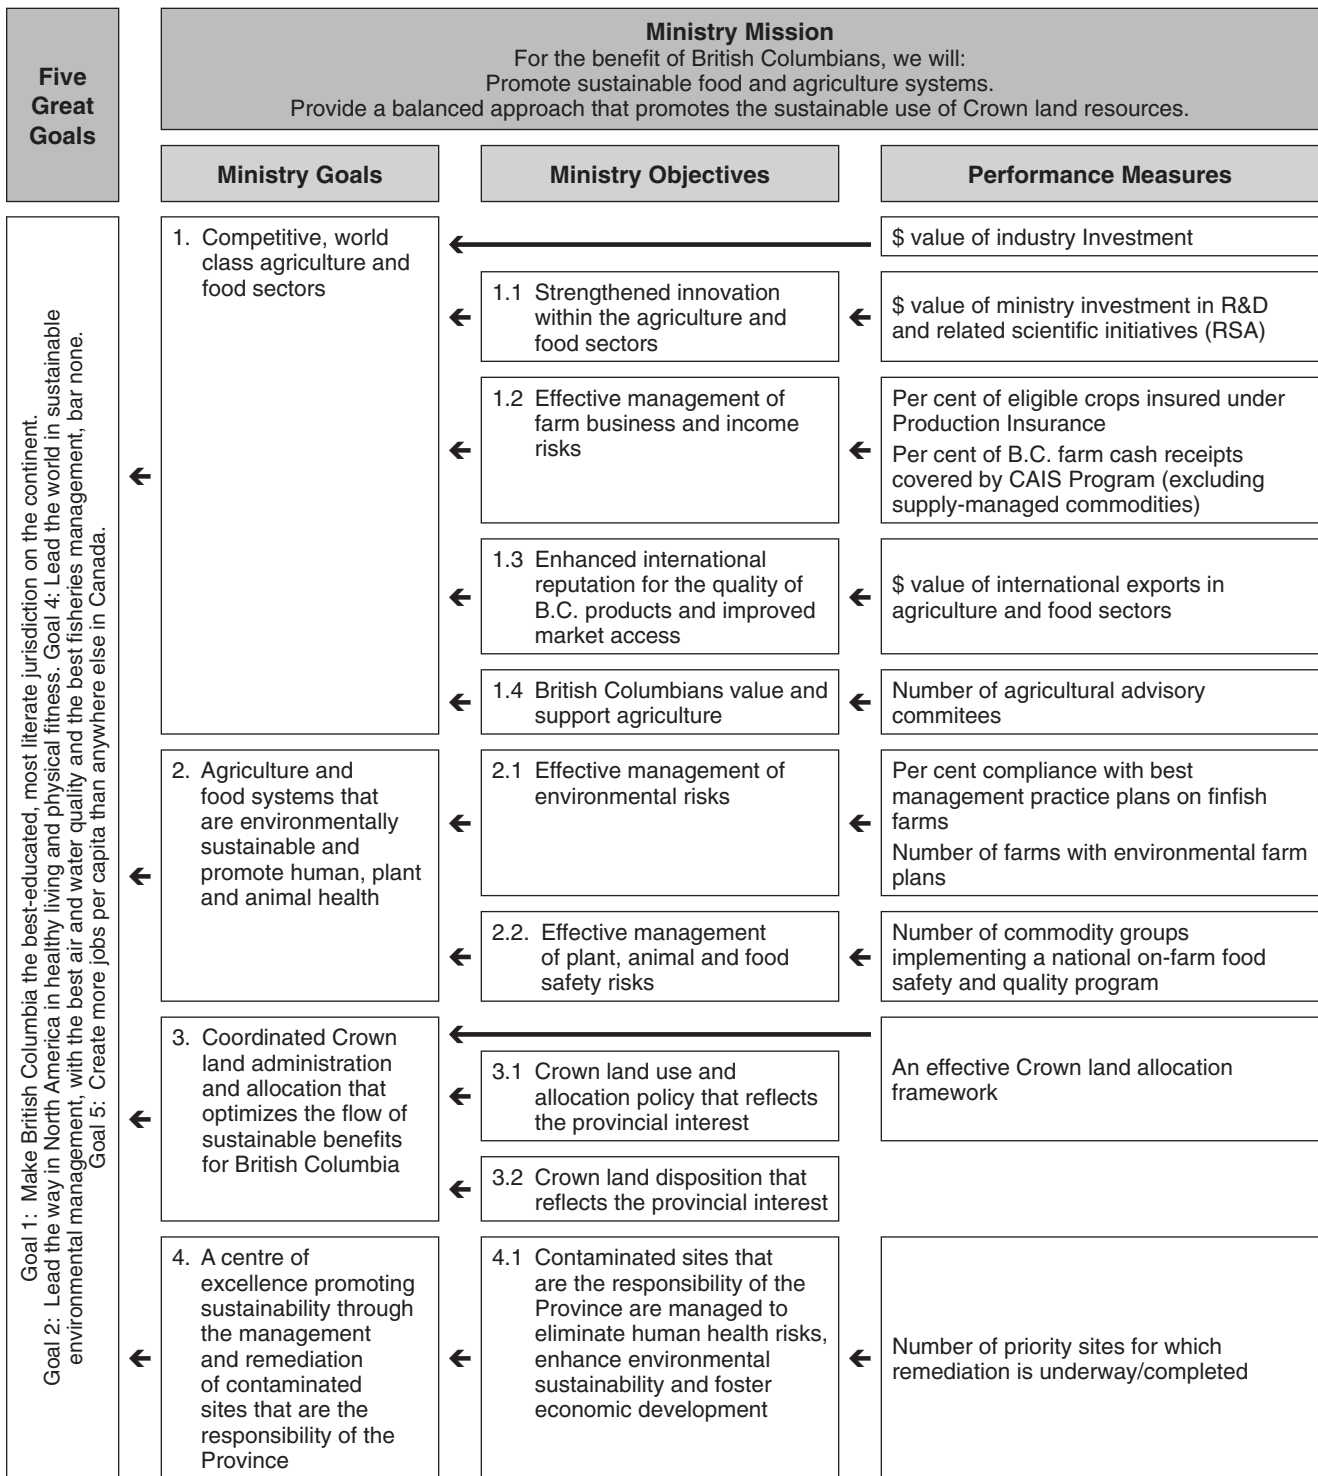 Five
Great
Goals
Ministry Mission
For the benefit of British Columbians, we will:
Promote sustainable food and agriculture systems.
Provide a balanced approach that promotes the sustainable use of Crown land resources.
Ministry Goals
Ministry Objectives
Performance Measures
Goal 1: Make British Columbia the best-educated, most literate jurisdiction on the continent.
Goal 2: Lead the way in North America in healthy living and physical fitness. Goal 4: Lead the world in sustainable
environmental management, with the best air and water quality and the best fisheries management, bar none.
Goal 5: Create more jobs per capita than anywhere else in Canada.
1. Competitive, world
class agriculture and
food sectors
$ value of industry Investment
1.1 Strengthened innovation
within the agriculture and
food sectors
$ value of ministry investment in R&D
and related scientific initiatives (RSA)
1.2 Effective management of
farm business and income
risks
Per cent of eligible crops insured under
Production Insurance
Per cent of B.C. farm cash receipts
covered by CAIS Program (excluding
supply-managed commodities)
1.3 Enhanced international
reputation for the quality of
B.C. products and improved
market access
$ value of international exports in
agriculture and food sectors
1.4 British Columbians value and
support agriculture
Number of agricultural advisory
commitees
2. Agriculture and
food systems that
are environmentally
sustainable and
promote human, plant
and animal health
2.1 Effective management of
environmental risks
Per cent compliance with best
management practice plans on finfish
farms
Number of farms with environmental farm
plans
2.2. Effective management
of plant, animal and food
safety risks
Number of commodity groups
implementing a national on-farm food
safety and quality program
3. Coordinated Crown
land administration
and allocation that
optimizes the flow of
sustainable benefits
for British Columbia
3.1 Crown land use and
allocation policy that reflects
the provincial interest
An effective Crown land allocation
framework
3.2 Crown land disposition that
reflects the provincial interest
4. A centre of
excellence promoting
sustainability through
the management
and remediation
of contaminated
sites that are the
responsibility of the
Province
4.1 Contaminated sites that
are the responsibility of the
Province are managed to
eliminate human health risks,
enhance environmental
sustainability and foster
economic development
Number of priority sites for which
remediation is underway/completed